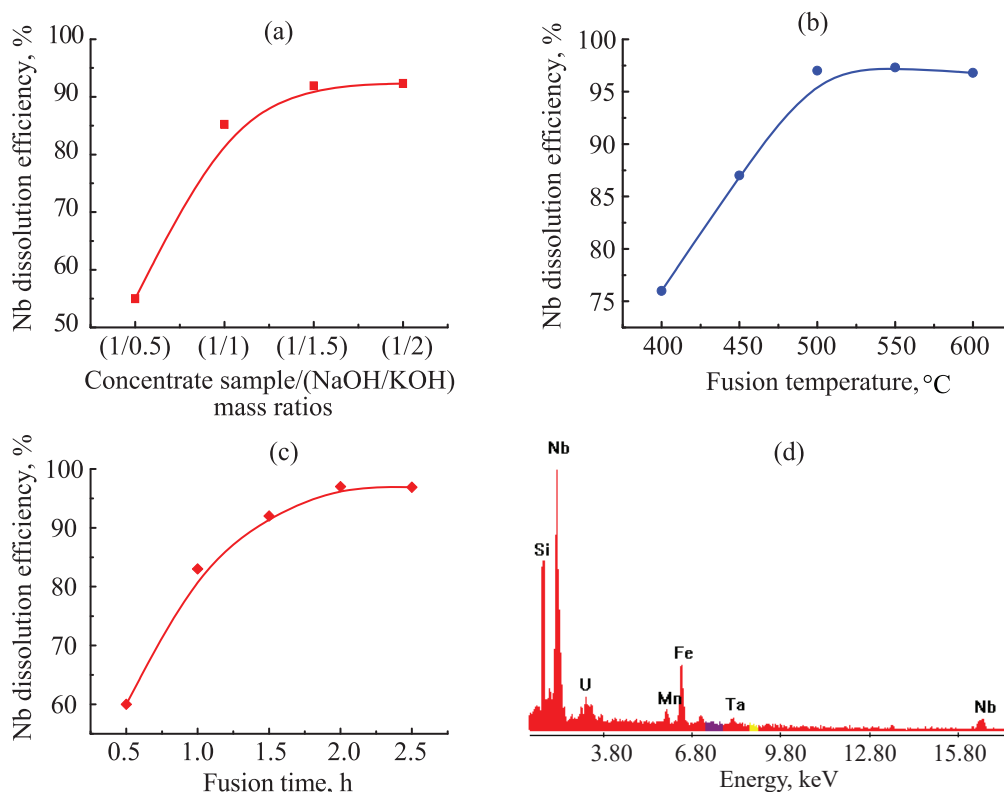 (a)
Nb dissolution efficiency, %
100
90
80
70
60
50
(1/0.5) (1/1) (1/1.5) (1/2)
Concentrate sample/(NaOH/KOH)
mass ratios
(b)
Nb dissolution efficiency, %
100
95
90
85
80
75
400 450 500 550 600
Fusion temperature, °C
(c)
Nb dissolution efficiency, %
100
90
80
70
60
0.5 1.0 1.5 2.0 2.5
Fusion time, h
(d)
Nb
Si
U
Mn
Fe
Ta
Nb
3.80 6.80 9.80 12.80 15.80
Energy, keV